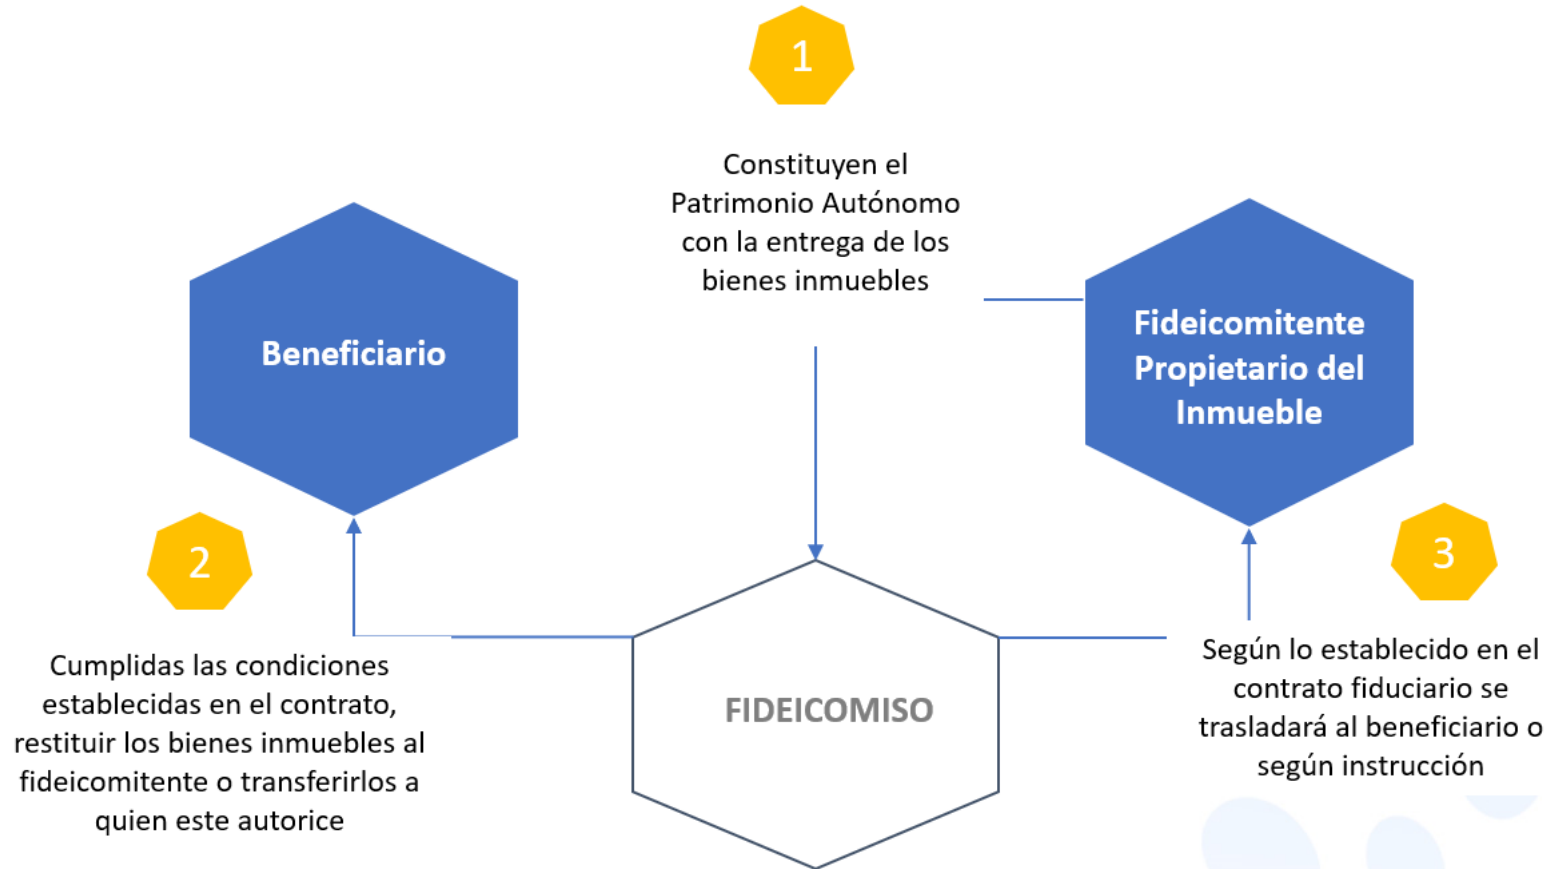 1
Constituyen el
Patrimonio Autónomo
con la entrega de los
bienes inmuebles
Beneficiario
Fideicomitente
Propietario del
Inmueble
2
Cumplidas las condiciones
establecidas en el contrato,
restituir los bienes inmuebles al
fideicomitente o transferirlos a
quien este autorice
FIDEICOMISO
3
Según lo establecido en el
contrato fiduciario se
trasladará al beneficiario o
según instrucción